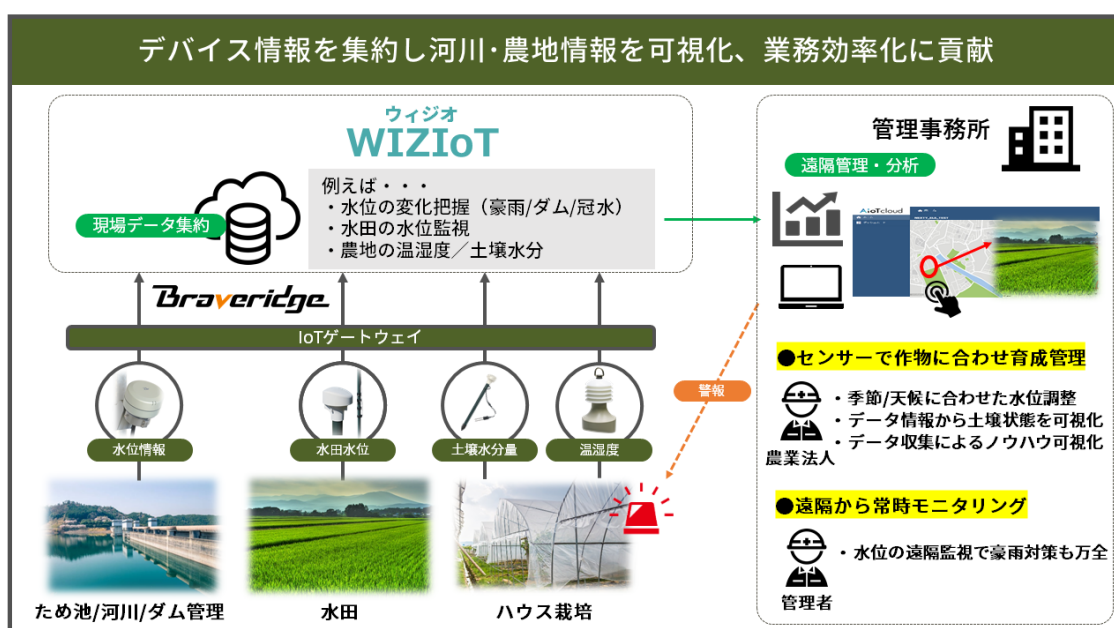 デバイス情報を集約し河川･農地情報を可視化、業務効率化に貢献
ウィジオ
WIZIoT
現場データ集約
例えば・・・
・水位の変化把握（豪雨/ダム/冠水）
・水田の水位監視
・農地の温湿度／土壌水分
Braveridge
IoTゲートウェイ
水位情報
水田水位
土壌水分量
温湿度
ため池/河川/ダム管理
水田
ハウス栽培
警報
管理事務所
遠隔管理・分析
AIoTcloud
●センサーで作物に合わせ育成管理
・季節/天候に合わせた水位調整
・データ情報から土壌状態を可視化
・データ収集によるノウハウ可視化
農業法人
●遠隔から常時モニタリング
・水位の遠隔監視で豪雨対策も万全
管理者